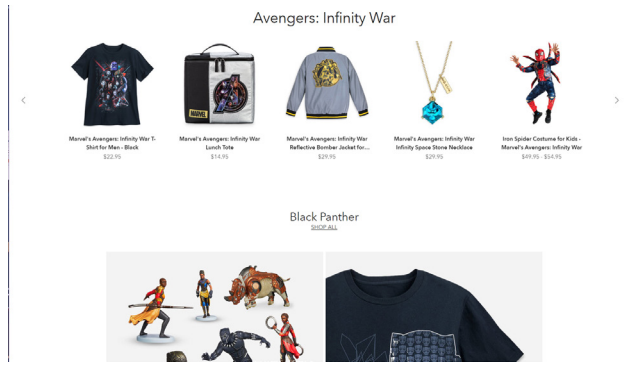 Avengers: Infinity War
MARVEL
Marvel's Avengers: Infinity War T-
Shirt for Men - Black
$22.95
Marvel's Avengers: Infinity War
Lunch Tote
$14.95
Marvel's Avengers: Infinity War
Reflective Bomber Jacket for...
$29.95
Marvel's Avengers: Infinity War
Infinity Space Stone Necklace
$29.95
Iron Spider Costume for Kids -
Marvel's Avengers: Infinity War
$49.95 - $54.95
Black Panther
SHOP ALL